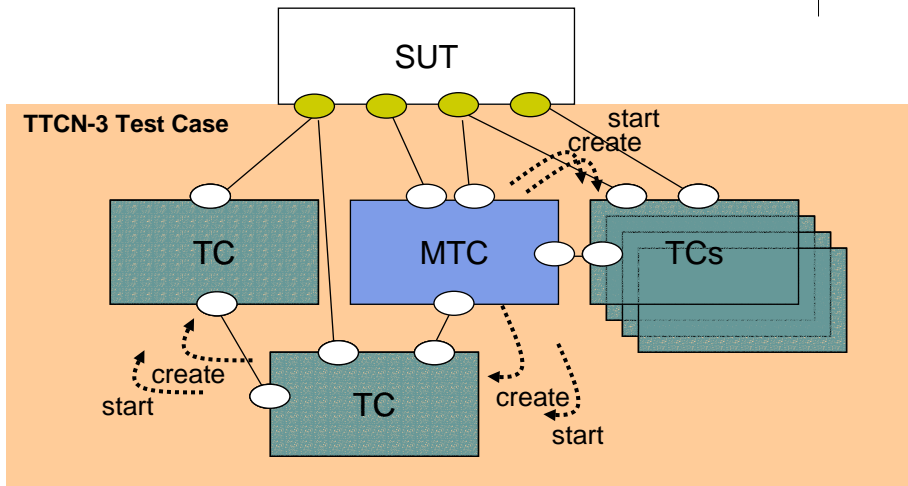 SUT
TTCN-3 Test Case
start
create
TC
MTC
TCs
create
start
TC
create
start